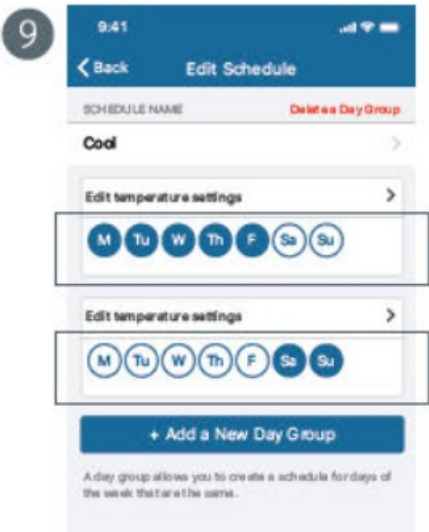 9
9:41
Back Edit Schedule
SCHEDULE NAME Delete a Day Group
Cool
Edit temperature settings
M Tu W Th F Sa Su
Edit temperature settings
M Tu W Th F Sa Su
+ Add a New Day Group
A day group allows you to create a schedule for days of
the week that are the same.